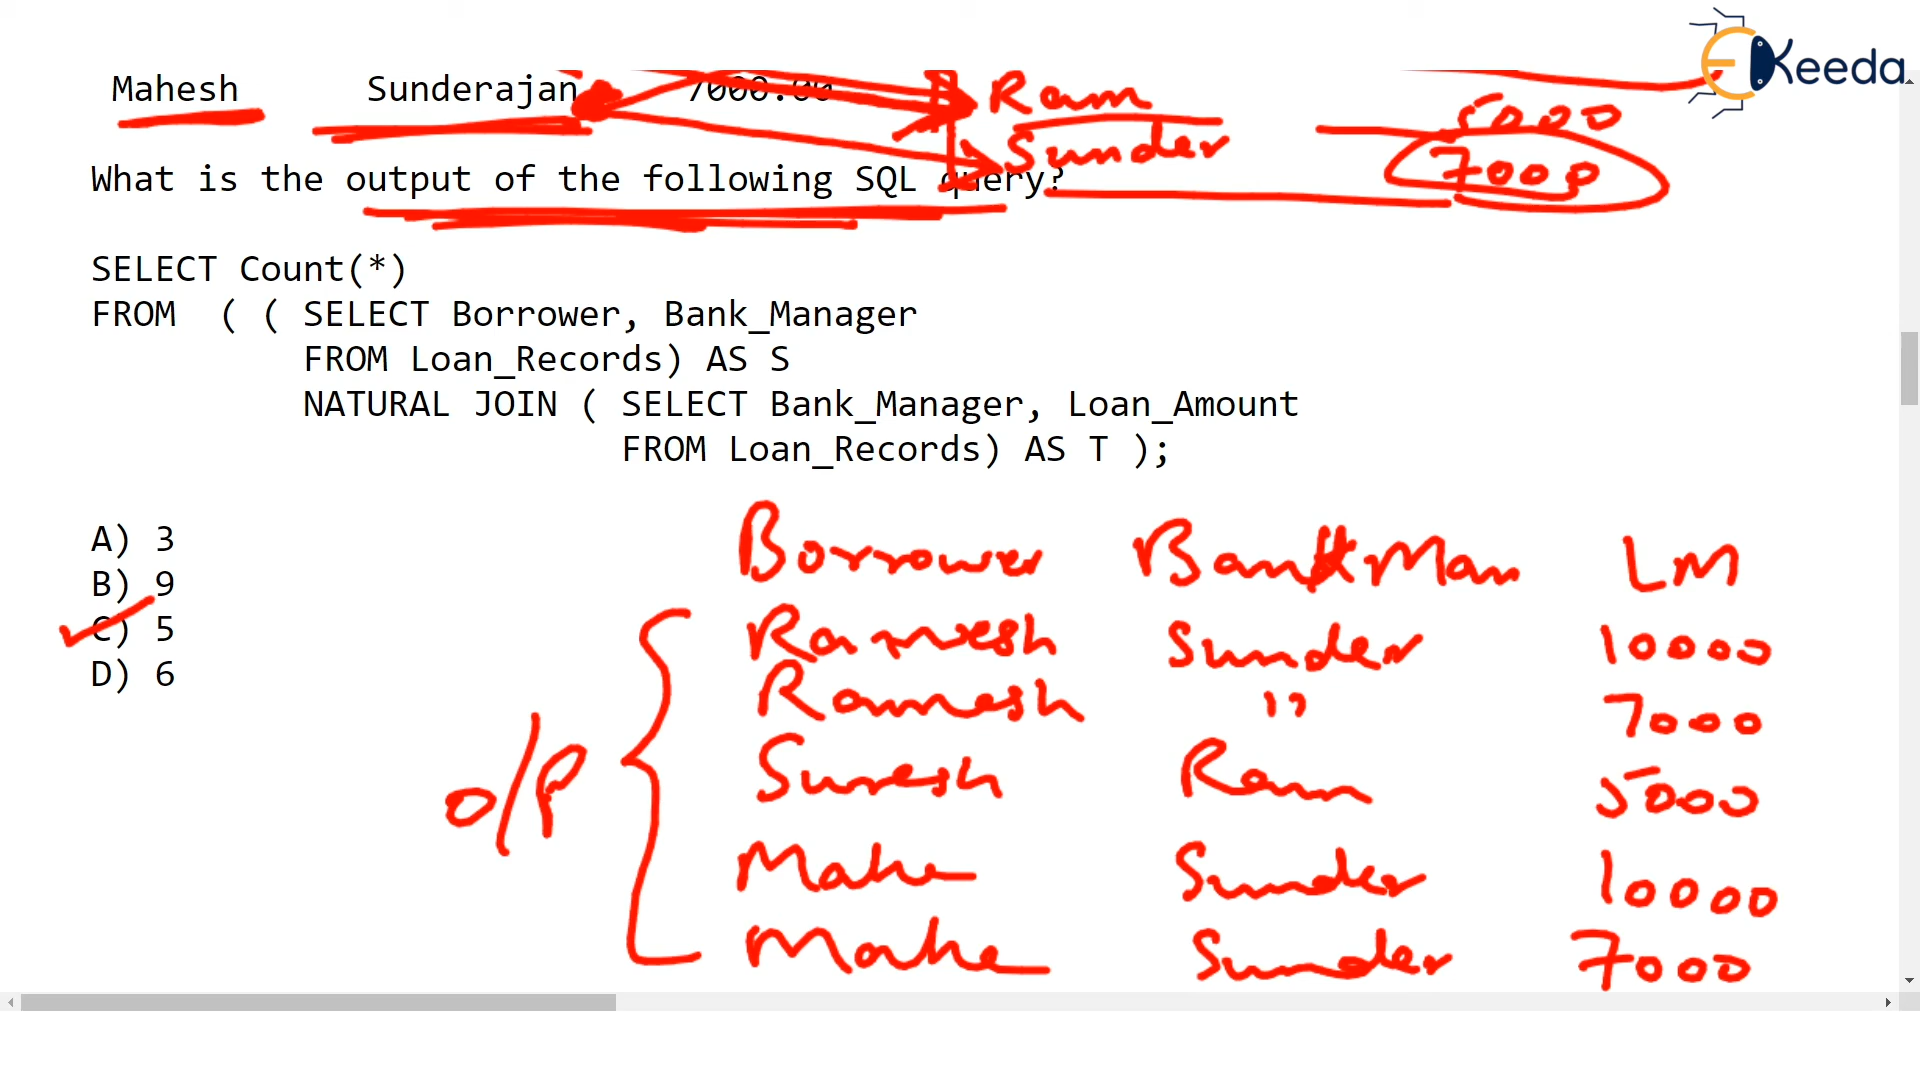 Keeda
Mahesh Sunderajan 7000.00
Ram 5000
Sunder 7000
What is the output of the following SQL query?
SELECT Count(*)
FROM ( ( SELECT Borrower, Bank_Manager
FROM Loan_Records) AS S
NATURAL JOIN ( SELECT Bank_Manager, Loan_Amount
FROM Loan_Records) AS T );
A) 3
B) 9
C) 5
D) 6
O/P
Borrower BankMan LM
Ramesh Sunder 10000
Ramesh " 7000
Suresh Ram 5000
Mahe Sunder 10000
Mahe Sunder 7000